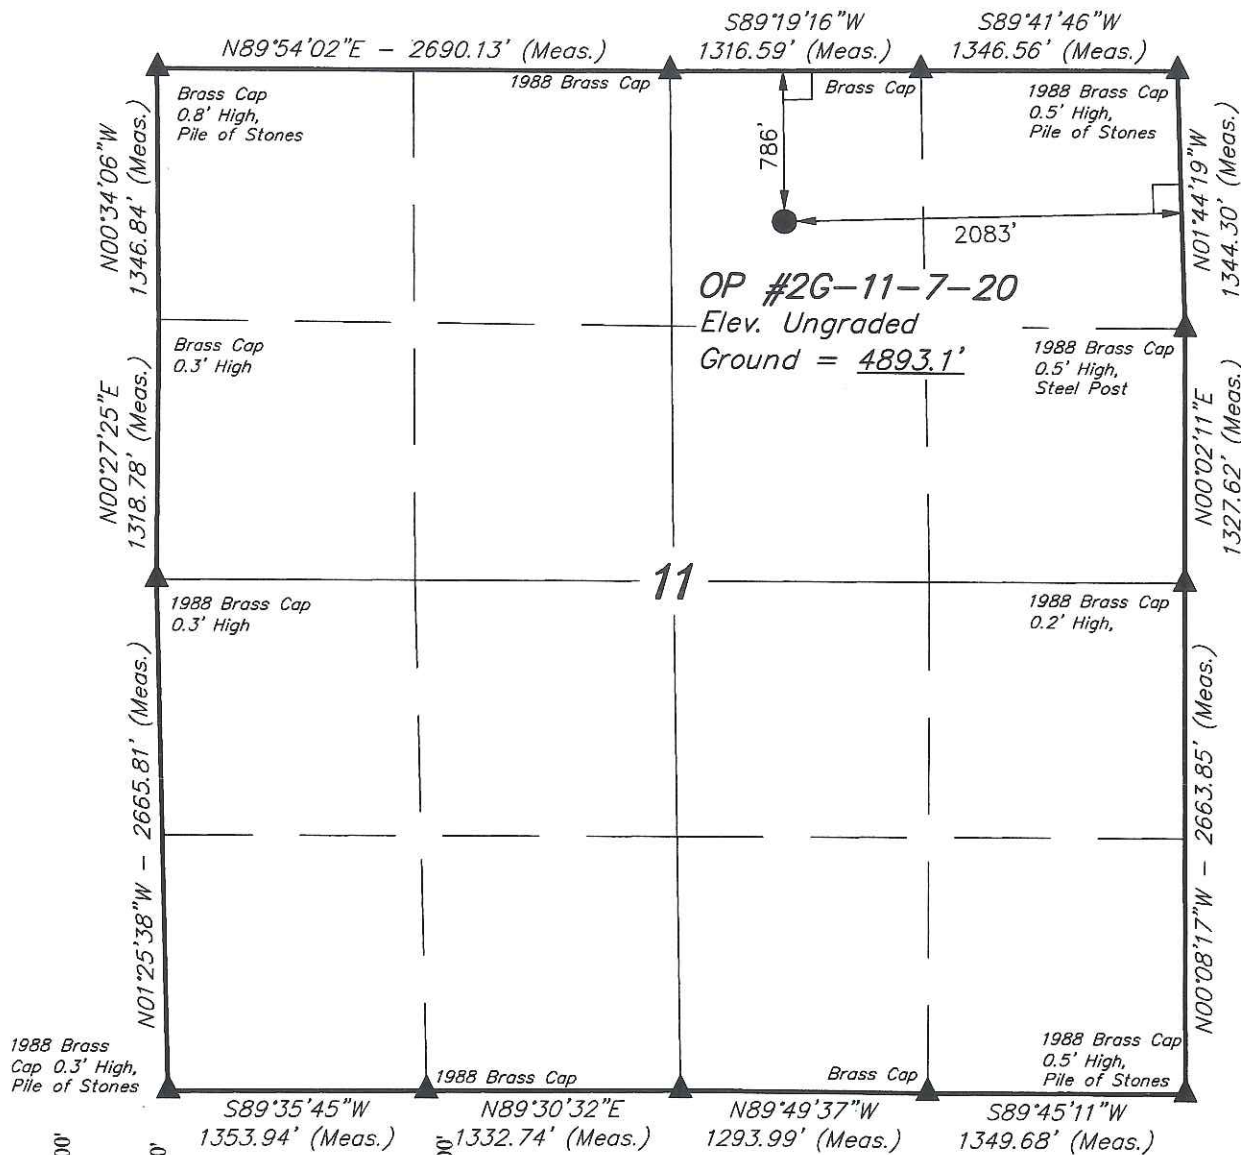 S89°19'16"W
1316.59' (Meas.)
S89°41'46"W
1346.56' (Meas.)
N89°54'02"E - 2690.13' (Meas.)
Brass Cap
0.8' High,
Pile of Stones
1988 Brass Cap
Brass Cap
1988 Brass Cap
0.5' High,
Pile of Stones
N00°34'06"W
1346.84' (Meas.)
786'
2083'
N01°44'19"W
1344.30' (Meas.)
OP #2G-11-7-20
Elev. Ungraded
Ground = 4893.1'
Brass Cap
0.3' High
1988 Brass Cap
0.5' High,
Steel Post
N00°27'25"E
1318.78' (Meas.)
N00°02'11"E
1327.62' (Meas.)
11
1988 Brass Cap
0.3' High
1988 Brass Cap
0.2' High,
N01°25'38"W - 2665.81' (Meas.)
N00°08'17"W - 2663.85' (Meas.)
1988 Brass
Cap 0.3' High,
Pile of Stones
1988 Brass Cap
Brass Cap
1988 Brass Cap
0.5' High,
Pile of Stones
S89°35'45"W
1353.94' (Meas.)
N89°30'32"E
1332.74' (Meas.)
N89°49'37"W
1293.99' (Meas.)
S89°45'11"W
1349.68' (Meas.)